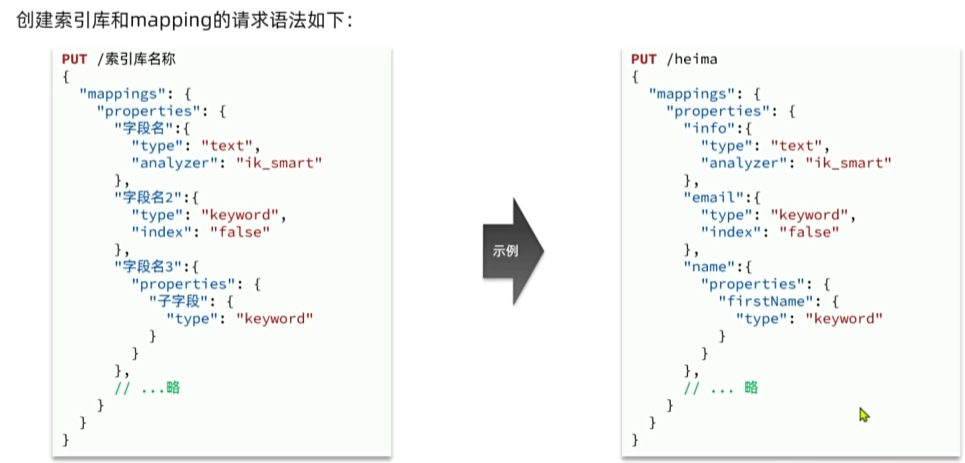 创建索引库和mapping的请求语法如下：
PUT /索引库名称
{
  "mappings": {
    "properties": {
      "字段名":{
        "type": "text",
        "analyzer": "ik_smart"
      },
      "字段名2":{
        "type": "keyword",
        "index": "false"
      },
      "字段名3":{
        "properties": {
          "子字段": {
            "type": "keyword"
          }
        }
      },
      // ...略
    }
  }
}
示例
PUT /heima
{
  "mappings": {
    "properties": {
      "info":{
        "type": "text",
        "analyzer": "ik_smart"
      },
      "email":{
        "type": "keyword",
        "index": "false"
      },
      "name":{
        "properties": {
          "firstName": {
            "type": "keyword"
          }
        }
      },
      // ... 略
    }
  }
}